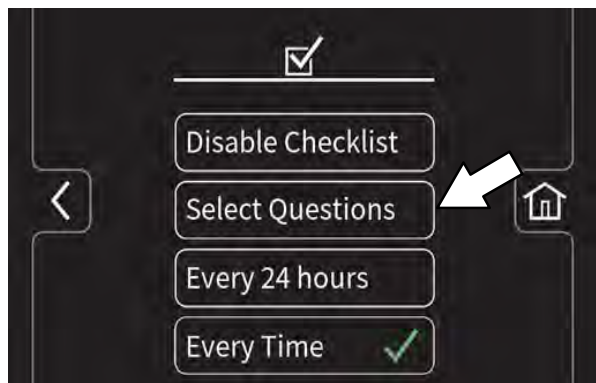 Disable Checklist
Select Questions
Every 24 hours
Every Time